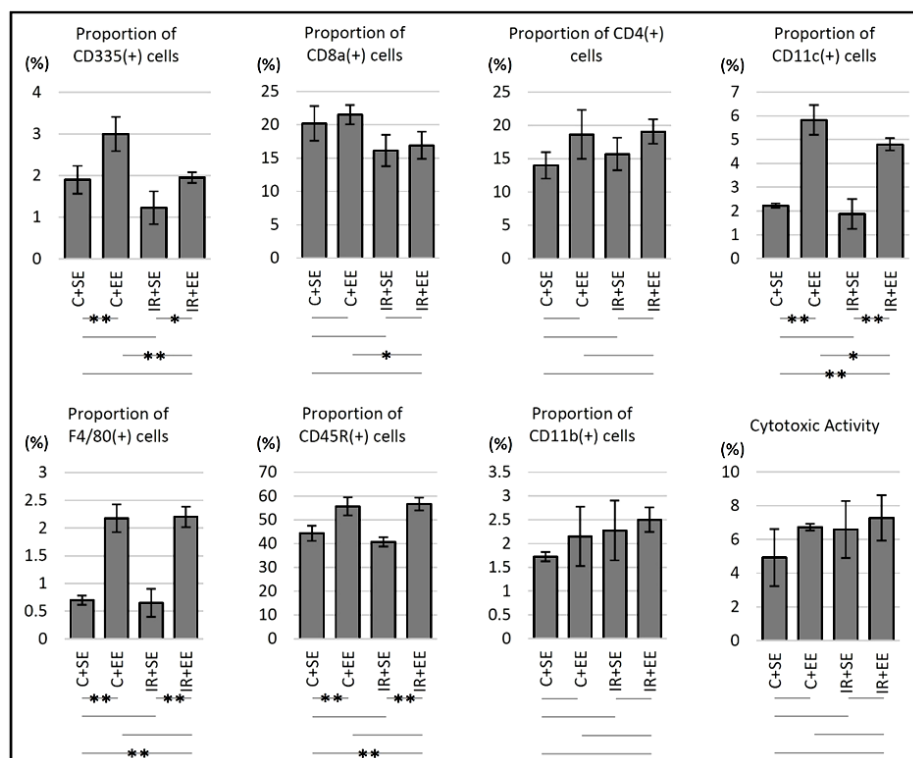 Proportion of
CD335(+) cells
(%)
4
3
2
1
0
C+SE
C+EE
IR+SE
IR+EE
**
*
**
Proportion of
CD8a(+) cells
(%)
25
20
15
10
5
0
C+SE
C+EE
IR+SE
IR+EE
*
Proportion of CD4(+)
cells
(%)
25
20
15
10
5
0
C+SE
C+EE
IR+SE
IR+EE
Proportion of
CD11c(+) cells
(%)
7
6
5
4
3
2
1
0
C+SE
C+EE
IR+SE
IR+EE
**
**
*
**
Proportion of
F4/80(+) cells
(%)
3
2.5
2
1.5
1
0.5
0
C+SE
C+EE
IR+SE
IR+EE
**
**
**
Proportion of
CD45R(+) cells
(%)
70
60
50
40
30
20
10
0
C+SE
C+EE
IR+SE
IR+EE
**
**
**
Proportion of
CD11b(+) cells
(%)
3.5
3
2.5
2
1.5
1
0.5
0
C+SE
C+EE
IR+SE
IR+EE
Cytotoxic Activity
(%)
10
8
6
4
2
0
C+SE
C+EE
IR+SE
IR+EE